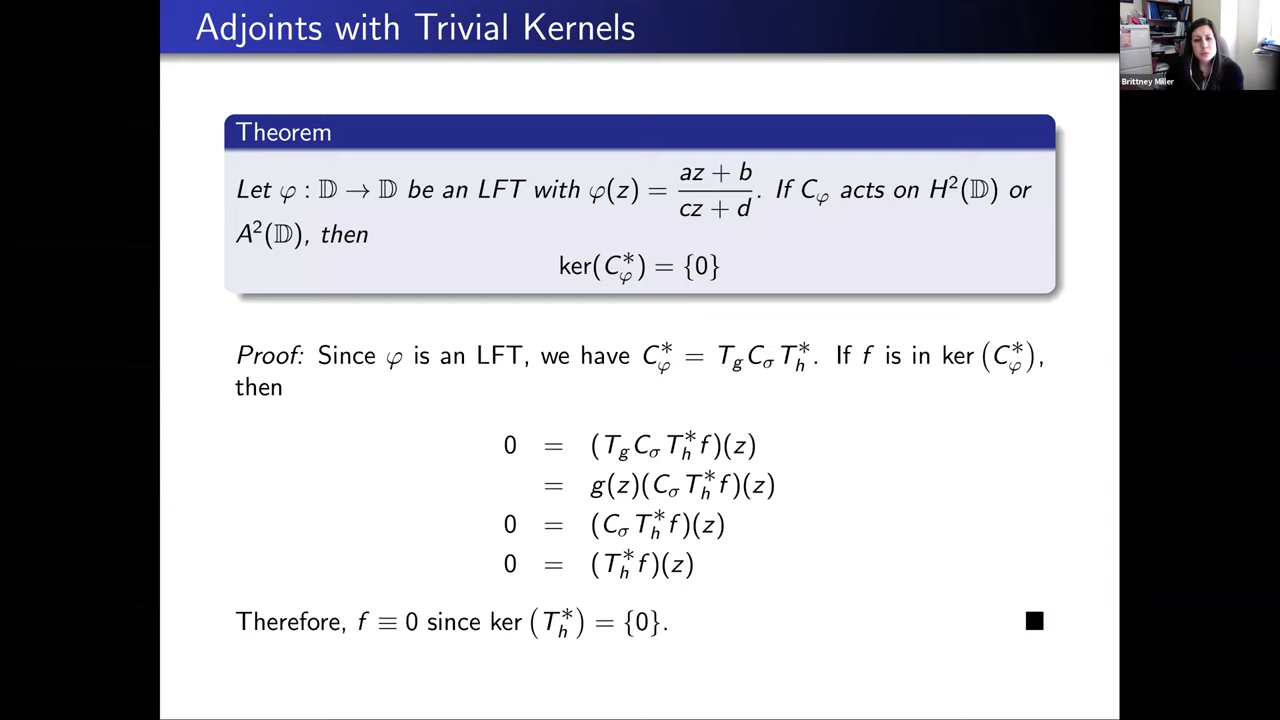 Adjoints with Trivial Kernels
Brittney Miller
Theorem
Let φ : 𝔻 → 𝔻 be an LFT with φ(z) = (az + b)/(cz + d). If C_φ acts on H²(𝔻) or
A²(𝔻), then
ker(C*_φ) = {0}
Proof: Since φ is an LFT, we have C*_φ = T_g C_σ T*_h. If f is in ker (C*_φ),
then
0 = (T_g C_σ T*_h f)(z)
= g(z)(C_σ T*_h f)(z)
0 = (C_σ T*_h f)(z)
0 = (T*_h f)(z)
Therefore, f ≡ 0 since ker (T*_h) = {0}. ■